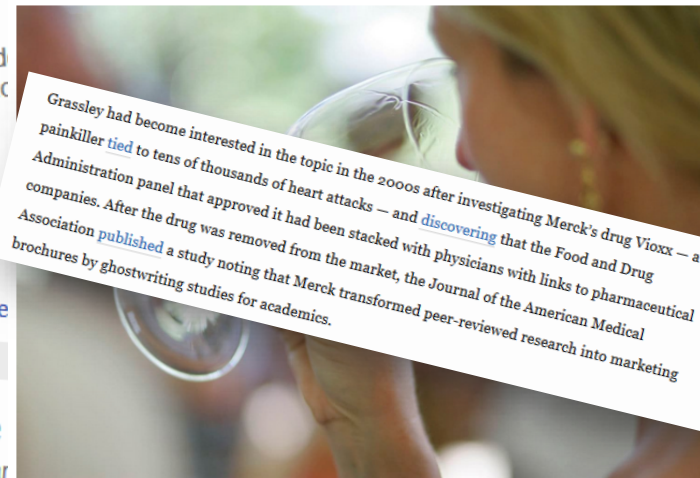 Grassley had become interested in the topic in the 2000s after investigating Merck's drug Vioxx — a
painkiller tied to tens of thousands of heart attacks — and discovering that the Food and Drug
Administration panel that approved it had been stacked with physicians with links to pharmaceutical
companies. After the drug was removed from the market, the Journal of the American Medical
Association published a study noting that Merck transformed peer-reviewed research into marketing
brochures by ghostwriting studies for academics.